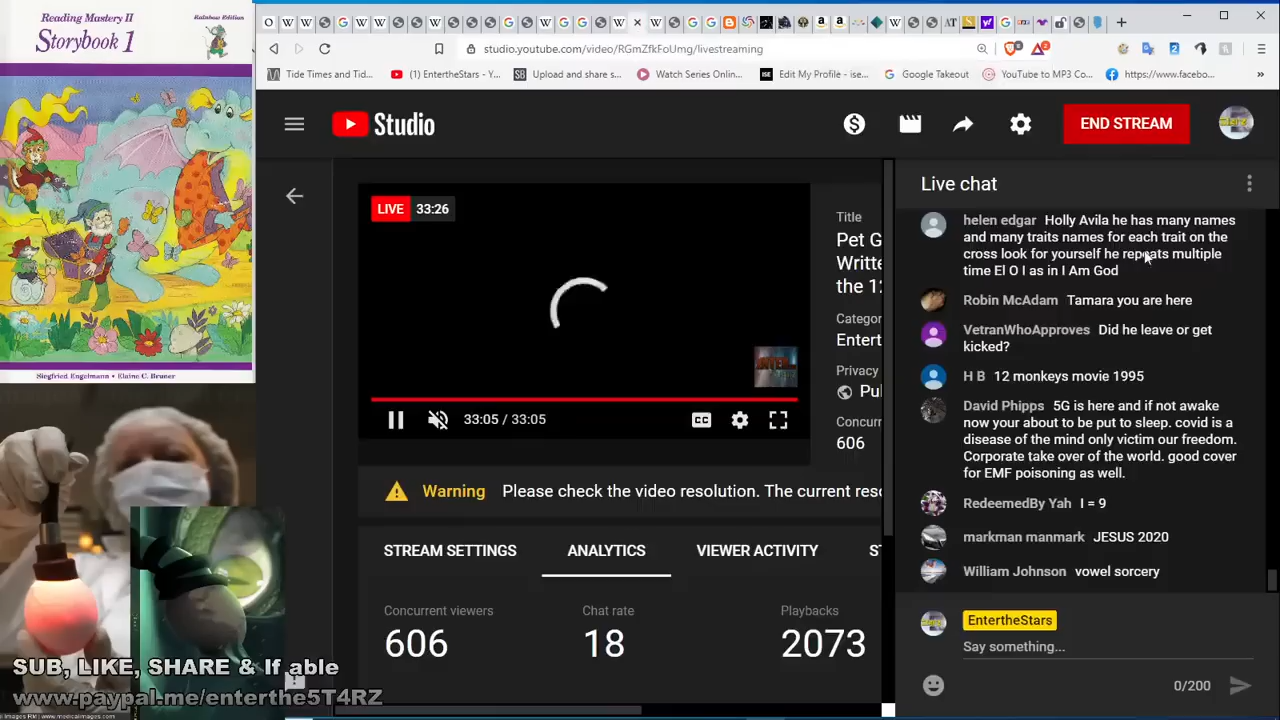 Reading Mastery II
Storybook 1
Rainbow Edition
Siegfried Engelmann • Elaine C. Bruner
studio.youtube.com/video/RGmZfkFoUmg/livestreaming
Tide Times and Tid...
(1) EntertheStars - Y...
Upload and share s...
Watch Series Onlin...
Edit My Profile - ise...
Google Takeout
YouTube to MP3 Co...
https://www.facebo...
Studio
END STREAM
LIVE 33:26
33:05 / 33:05
CC
Title
Pet G
Writte
the 12
Categor
Entert
Privacy
Pul
Concurr
606
Warning Please check the video resolution. The current reso
STREAM SETTINGS
ANALYTICS
VIEWER ACTIVITY
Concurrent viewers
606
Chat rate
18
Playbacks
2073
Live chat
helen edgar Holly Avila he has many names
and many traits names for each trait on the
cross look for yourself he repeats multiple
time El O I as in I Am God
Robin McAdam Tamara you are here
VetranWhoApproves Did he leave or get
kicked?
H B 12 monkeys movie 1995
David Phipps 5G is here and if not awake
now your about to be put to sleep. covid is a
disease of the mind only victim our freedom.
Corporate take over of the world. good cover
for EMF poisoning as well.
RedeemedBy Yah I = 9
markman manmark JESUS 2020
William Johnson vowel sorcery
EntertheStars
Say something...
0/200
SUB, LIKE, SHARE & If able
www.paypal.me/enterthe5T4RZ